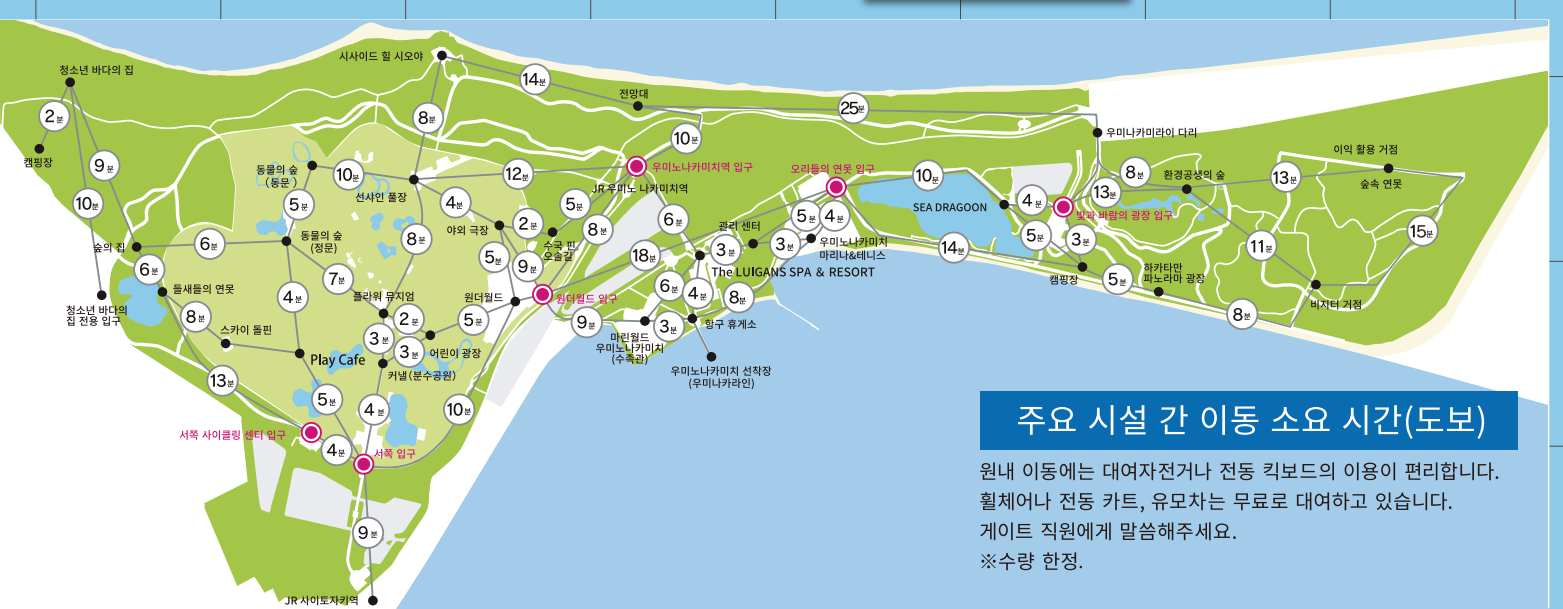 시사이드 힐 시오야
청소년 바다의 집
14분
전망대
25분
2분
8분
우미나카미라이 다리
10분
캠핑장
9분
동물의 숲
(동문)
10분
12분
우미노나카미치역 입구
오리들의 연못 입구
10분
8분
환경공생의 숲
이익 활용 거점
13분
13분
숲속 연못
선샤인 풀장
JR 우미노 나카미치역
10분
5분
4분
5분
SEA DRAGOON
4분
빛과 바람의 광장 입구
2분
야외 극장
수국 핀
오솔길
8분
6분
5분
4분
관리 센터
우미노나카미치
마리나&테니스
숲의 집
6분
동물의 숲
(정문)
8분
5분
9분
18분
3분
3분
14분
5분
3분
11분
15분
6분
들새들의 연못
7분
The LUIGANS SPA & RESORT
캠핑장
5분
하카타만
파노라마 광장
청소년 바다의
집 전용 입구
8분
4분
플라워 뮤지엄
원더월드
원더월드 입구
6분
4분
8분
비지터 거점
8분
스카이 돌핀
2분
5분
9분
3분
항구 휴게소
3분
3분
어린이 광장
마린월드
우미노나카미치
(수족관)
Play Cafe
커낼(분수공원)
우미노나카미치 선착장
(우미나카라인)
13분
5분
4분
10분
서쪽 사이클링 센터 입구
4분
서쪽 입구
9분
JR 사이토자키역
주요 시설 간 이동 소요 시간(도보)
원내 이동에는 대여자전거나 전동 킥보드의 이용이 편리합니다.
휠체어나 전동 카트, 유모차는 무료로 대여하고 있습니다.
게이트 직원에게 말씀해주세요.
※수량 한정.